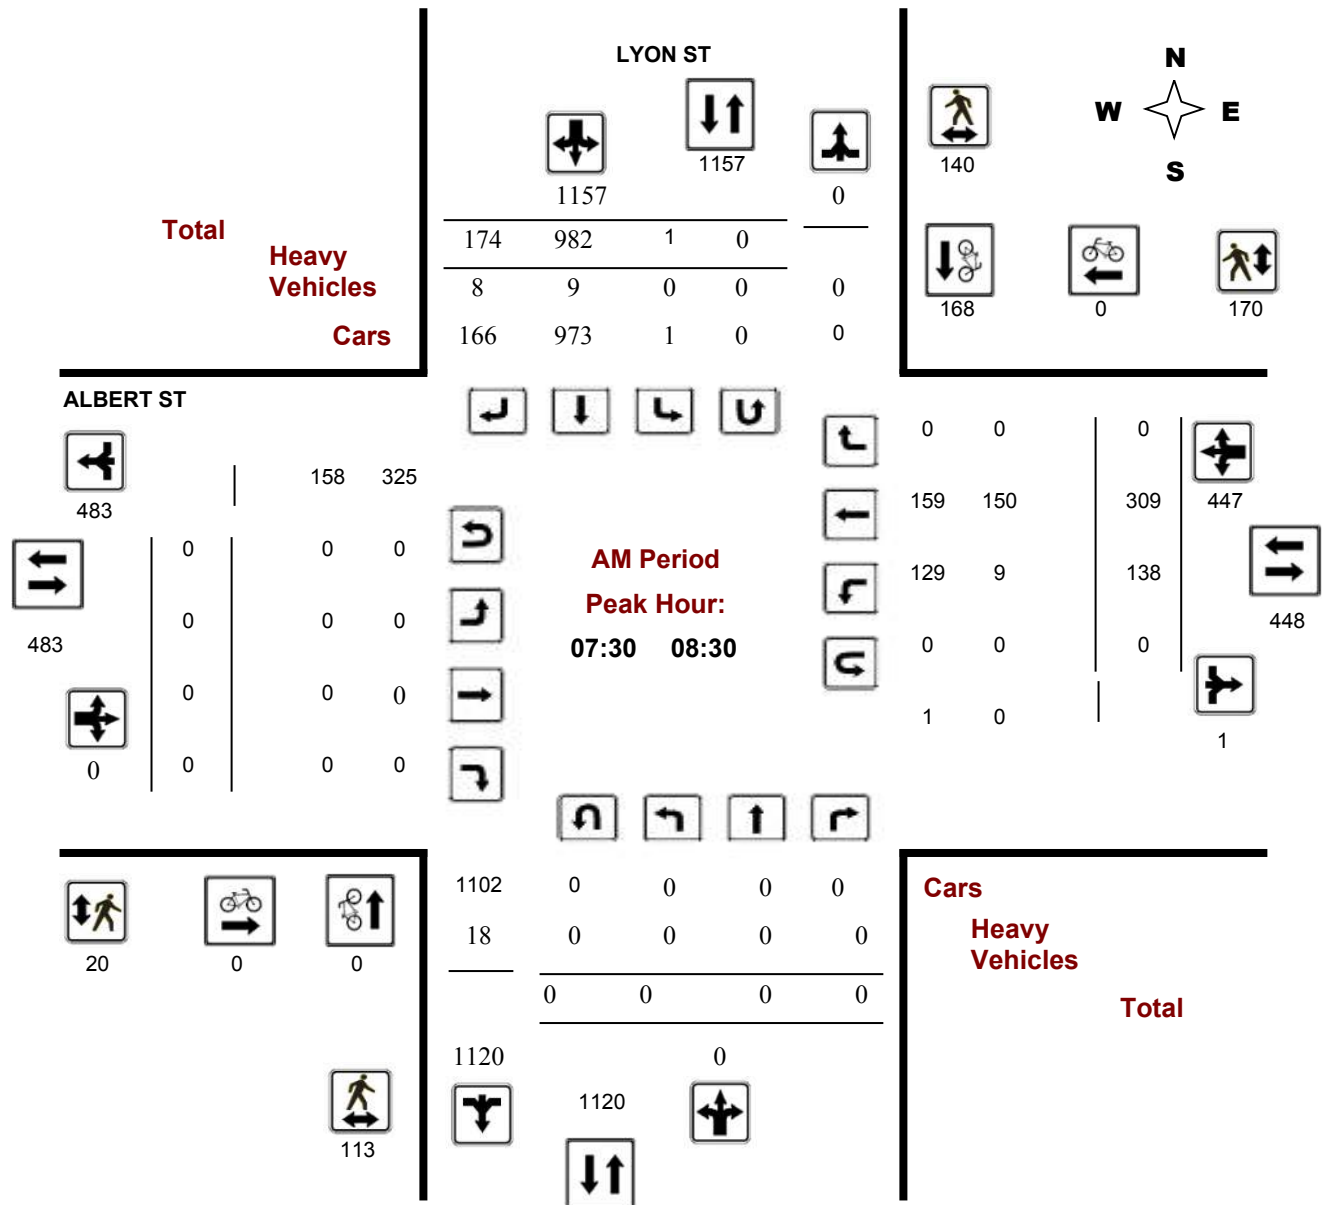 LYON ST
N
W E
S
1157
140
1157 0
Total 174 982 1 0
Heavy
Vehicles 8 9 0 0 0
168 0 170
Cars 166 973 1 0 0
ALBERT ST
0 0 0
158 325
483
159 150 309 447
0 0 0
AM Period
129 9 138
Peak Hour:
0 0 0
448
483
07:30 08:30
0 0 0
0 0 0
1 0
1
0
0 0 0
1102 0 0 0 0 Cars
18 0 0 0 0 Heavy
Vehicles
20 0 0
0 0 0 0 Total
1120 0
1120
113